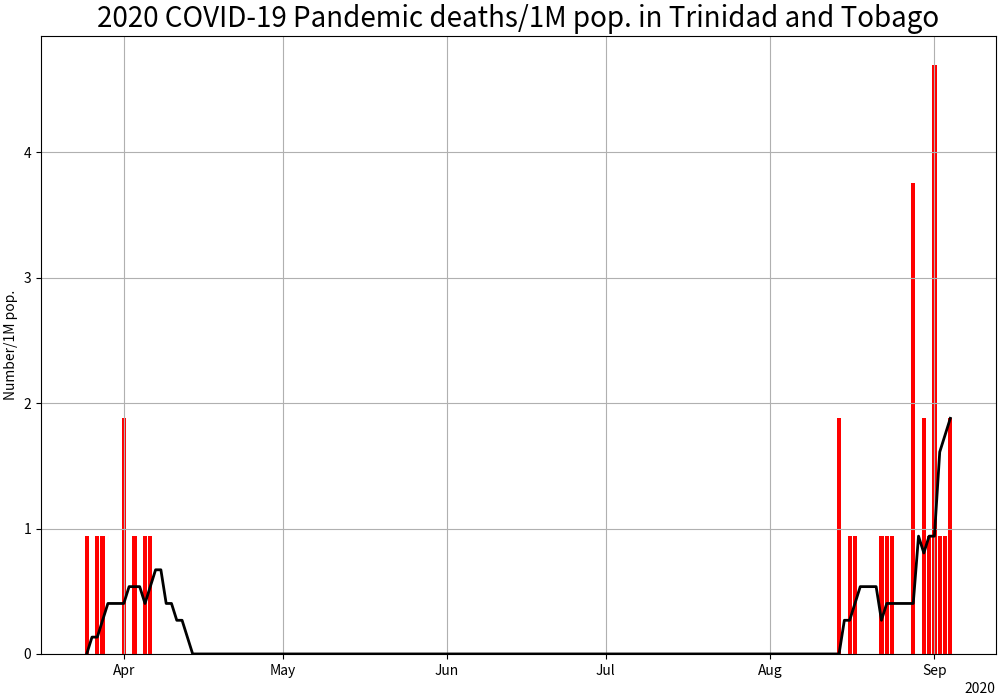 2020 COVID-19 Pandemic deaths/1M pop. in Trinidad and Tobago
Number/1M pop.
4
3
2
1
0
Apr May Jun Jul Aug Sep
2020